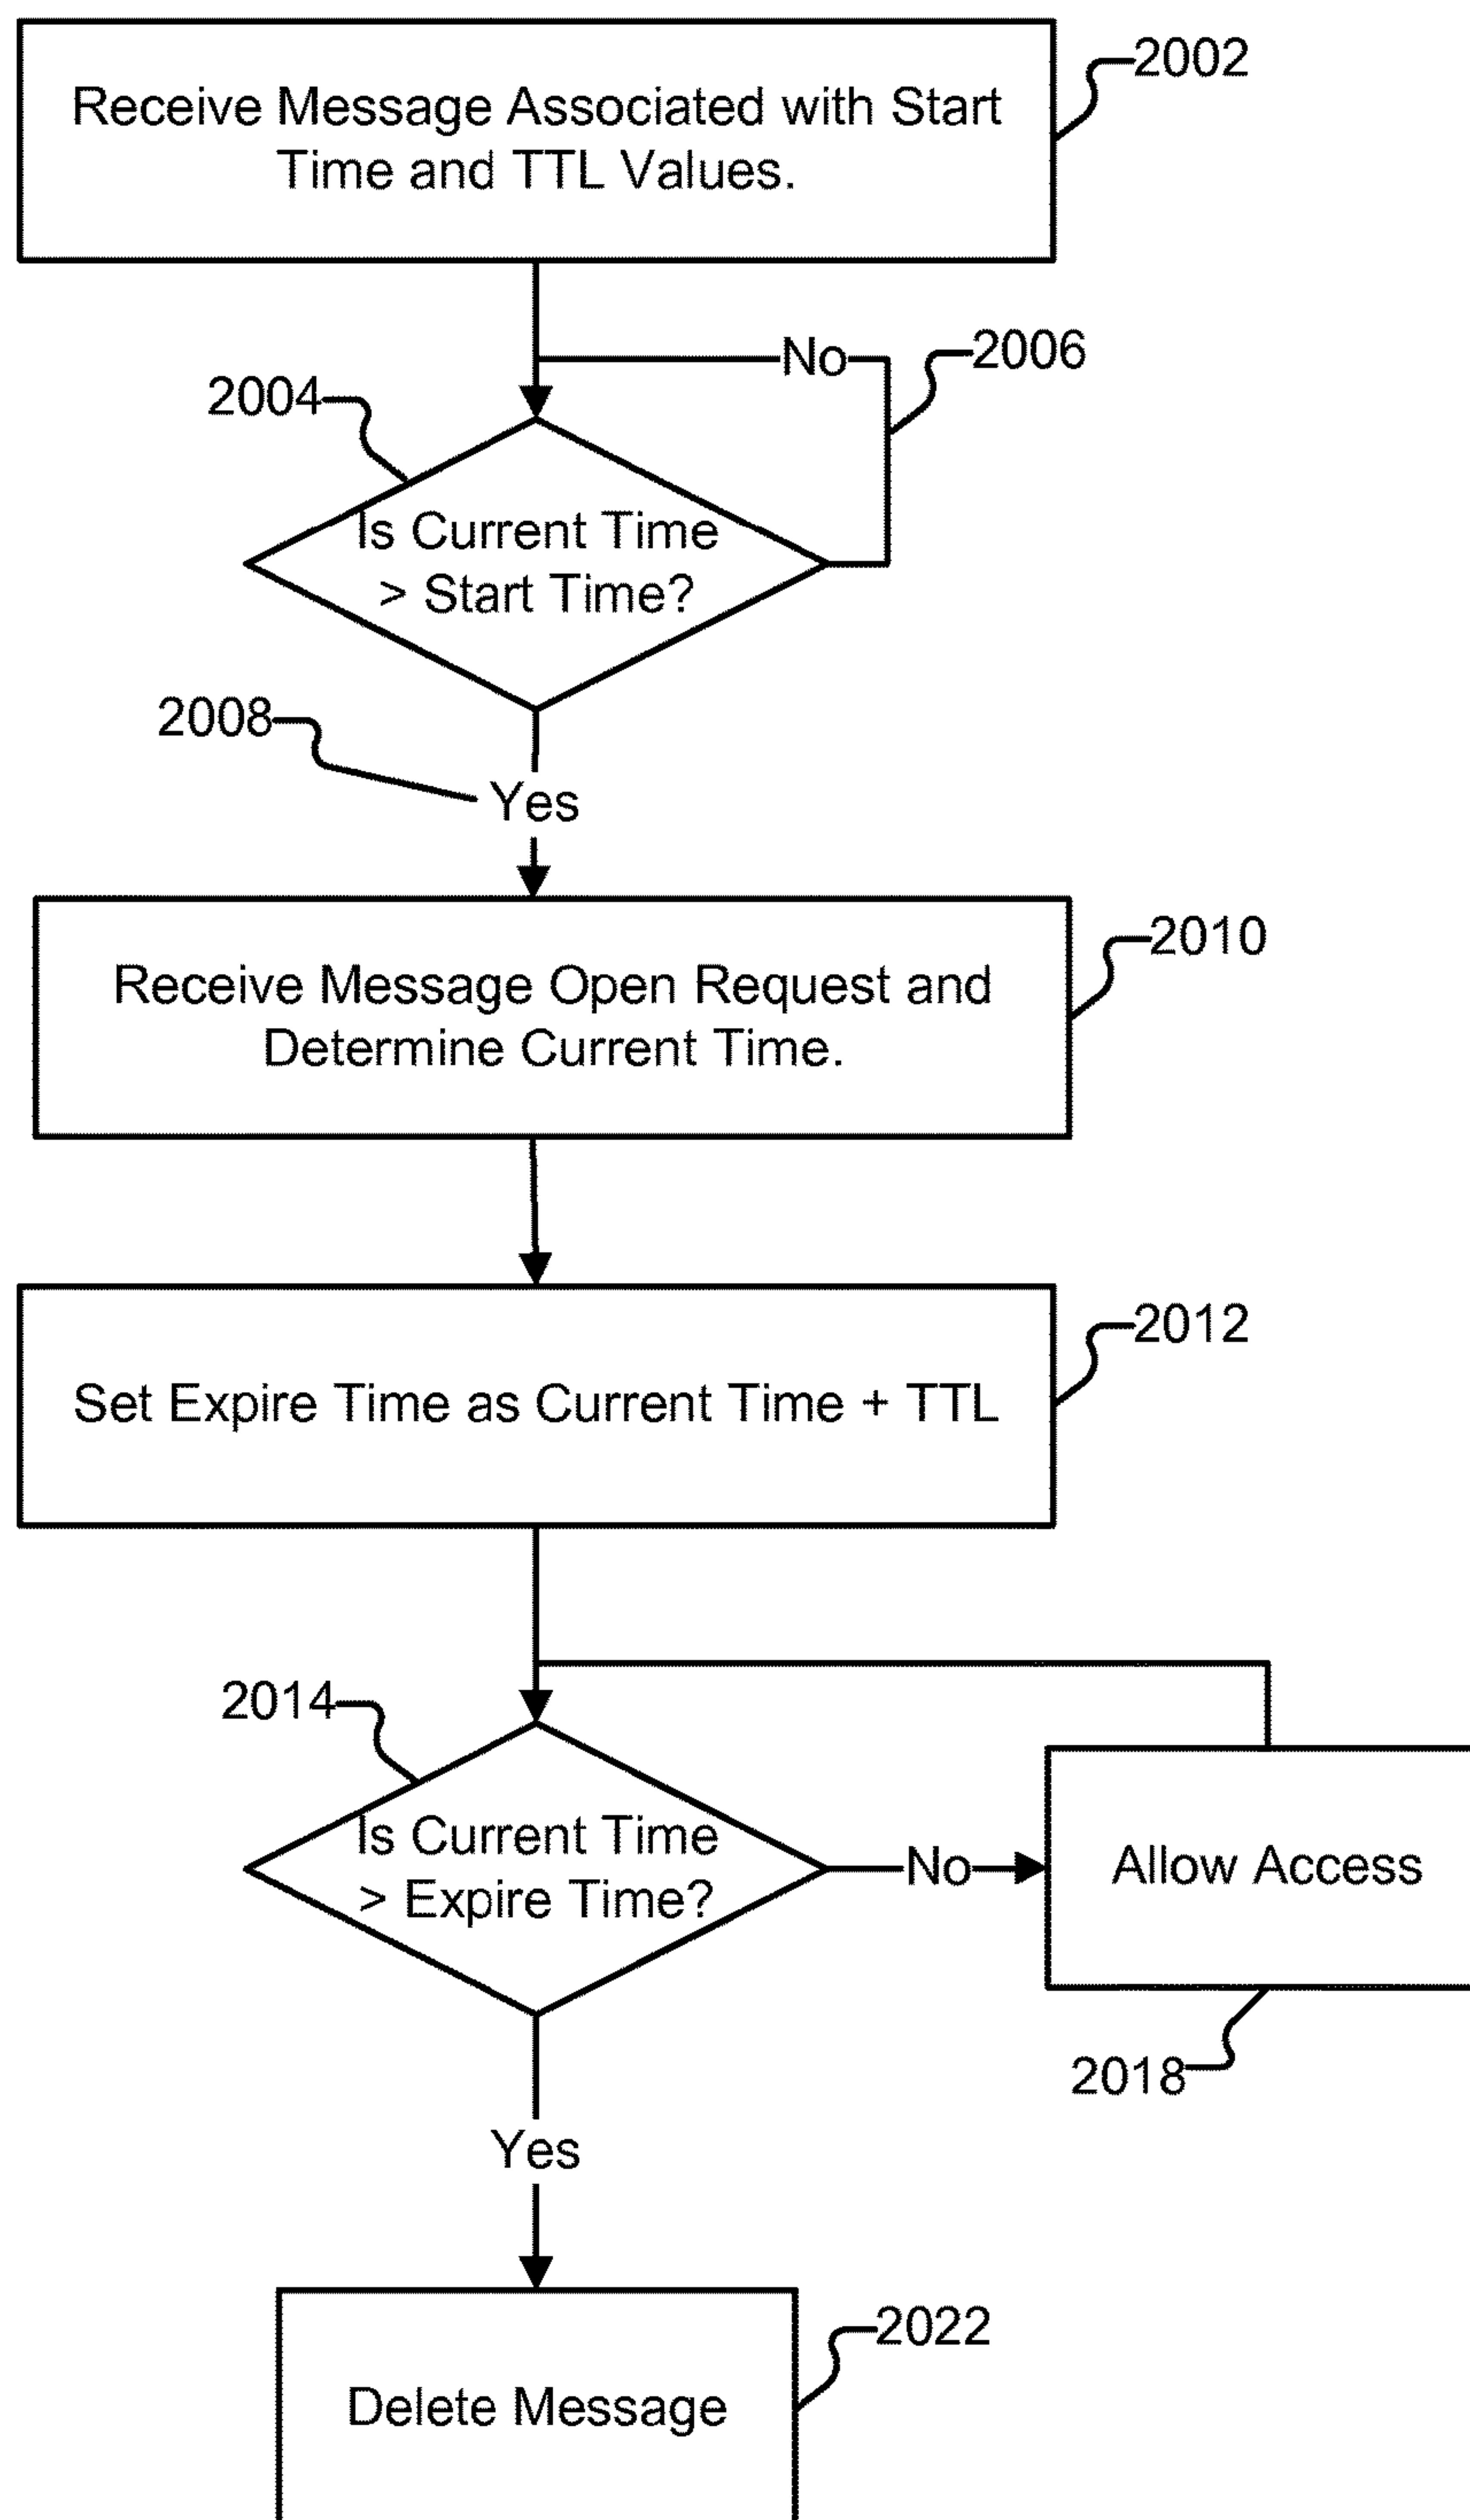 2002
Receive Message Associated with Start
Time and TTL Values.
No
2006
2004
Is Current Time
> Start Time?
2008
Yes
2010
Receive Message Open Request and
Determine Current Time.
2012
Set Expire Time as Current Time + TTL
2014
Is Current Time
> Expire Time?
No
Allow Access
2018
Yes
2022
Delete Message